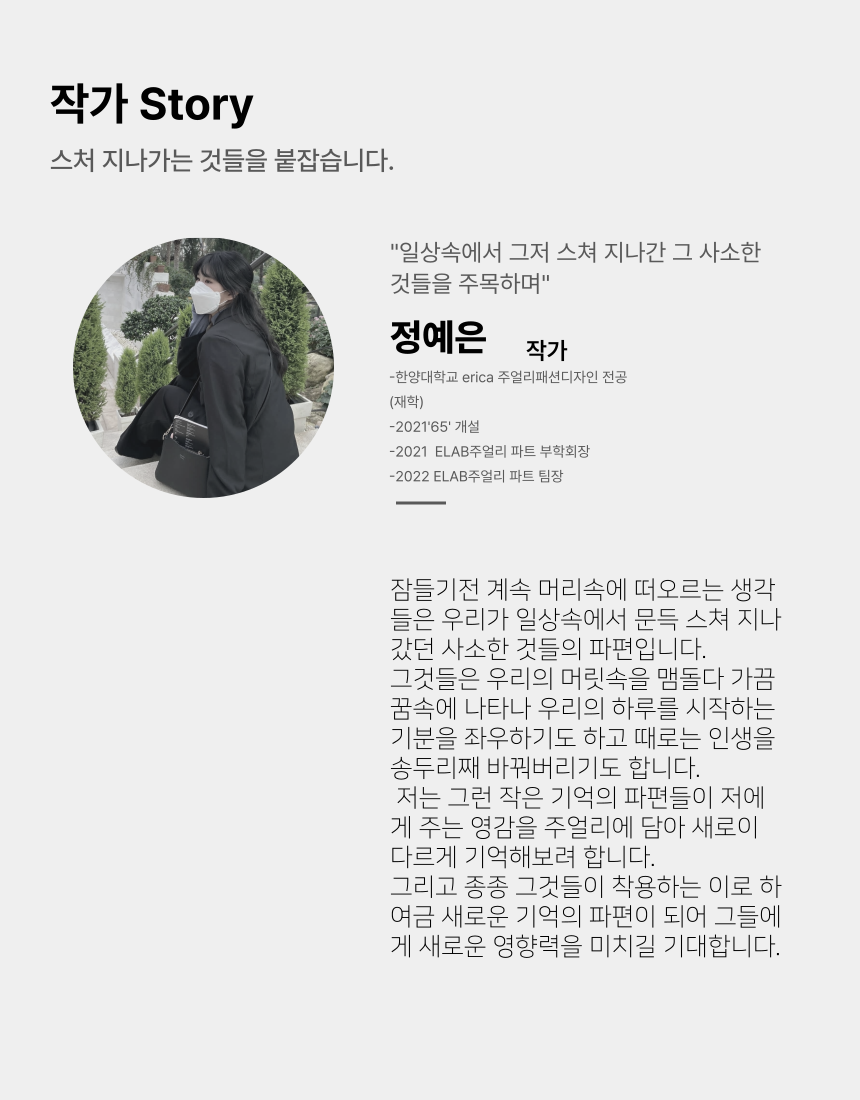 작가 Story
스처 지나가는 것들을 붙잡습니다.
"일상속에서 그저 스쳐 지나간 그 사소한
것들을 주목하며"
정예은 작가
-한양대학교 erica 주얼리패션디자인 전공
(재학)
-2021'65' 개설
-2021  ELAB주얼리 파트 부학회장
-2022 ELAB주얼리 파트 팀장
잠들기전 계속 머리속에 떠오르는 생각
들은 우리가 일상속에서 문득 스쳐 지나
갔던 사소한 것들의 파편입니다.
그것들은 우리의 머릿속을 맴돌다 가끔
꿈속에 나타나 우리의 하루를 시작하는
기분을 좌우하기도 하고 때로는 인생을
송두리째 바꿔버리기도 합니다.
저는 그런 작은 기억의 파편들이 저에
게 주는 영감을 주얼리에 담아 새로이
다르게 기억해보려 합니다.
그리고 종종 그것들이 착용하는 이로 하
여금 새로운 기억의 파편이 되어 그들에
게 새로운 영향력을 미치길 기대합니다.